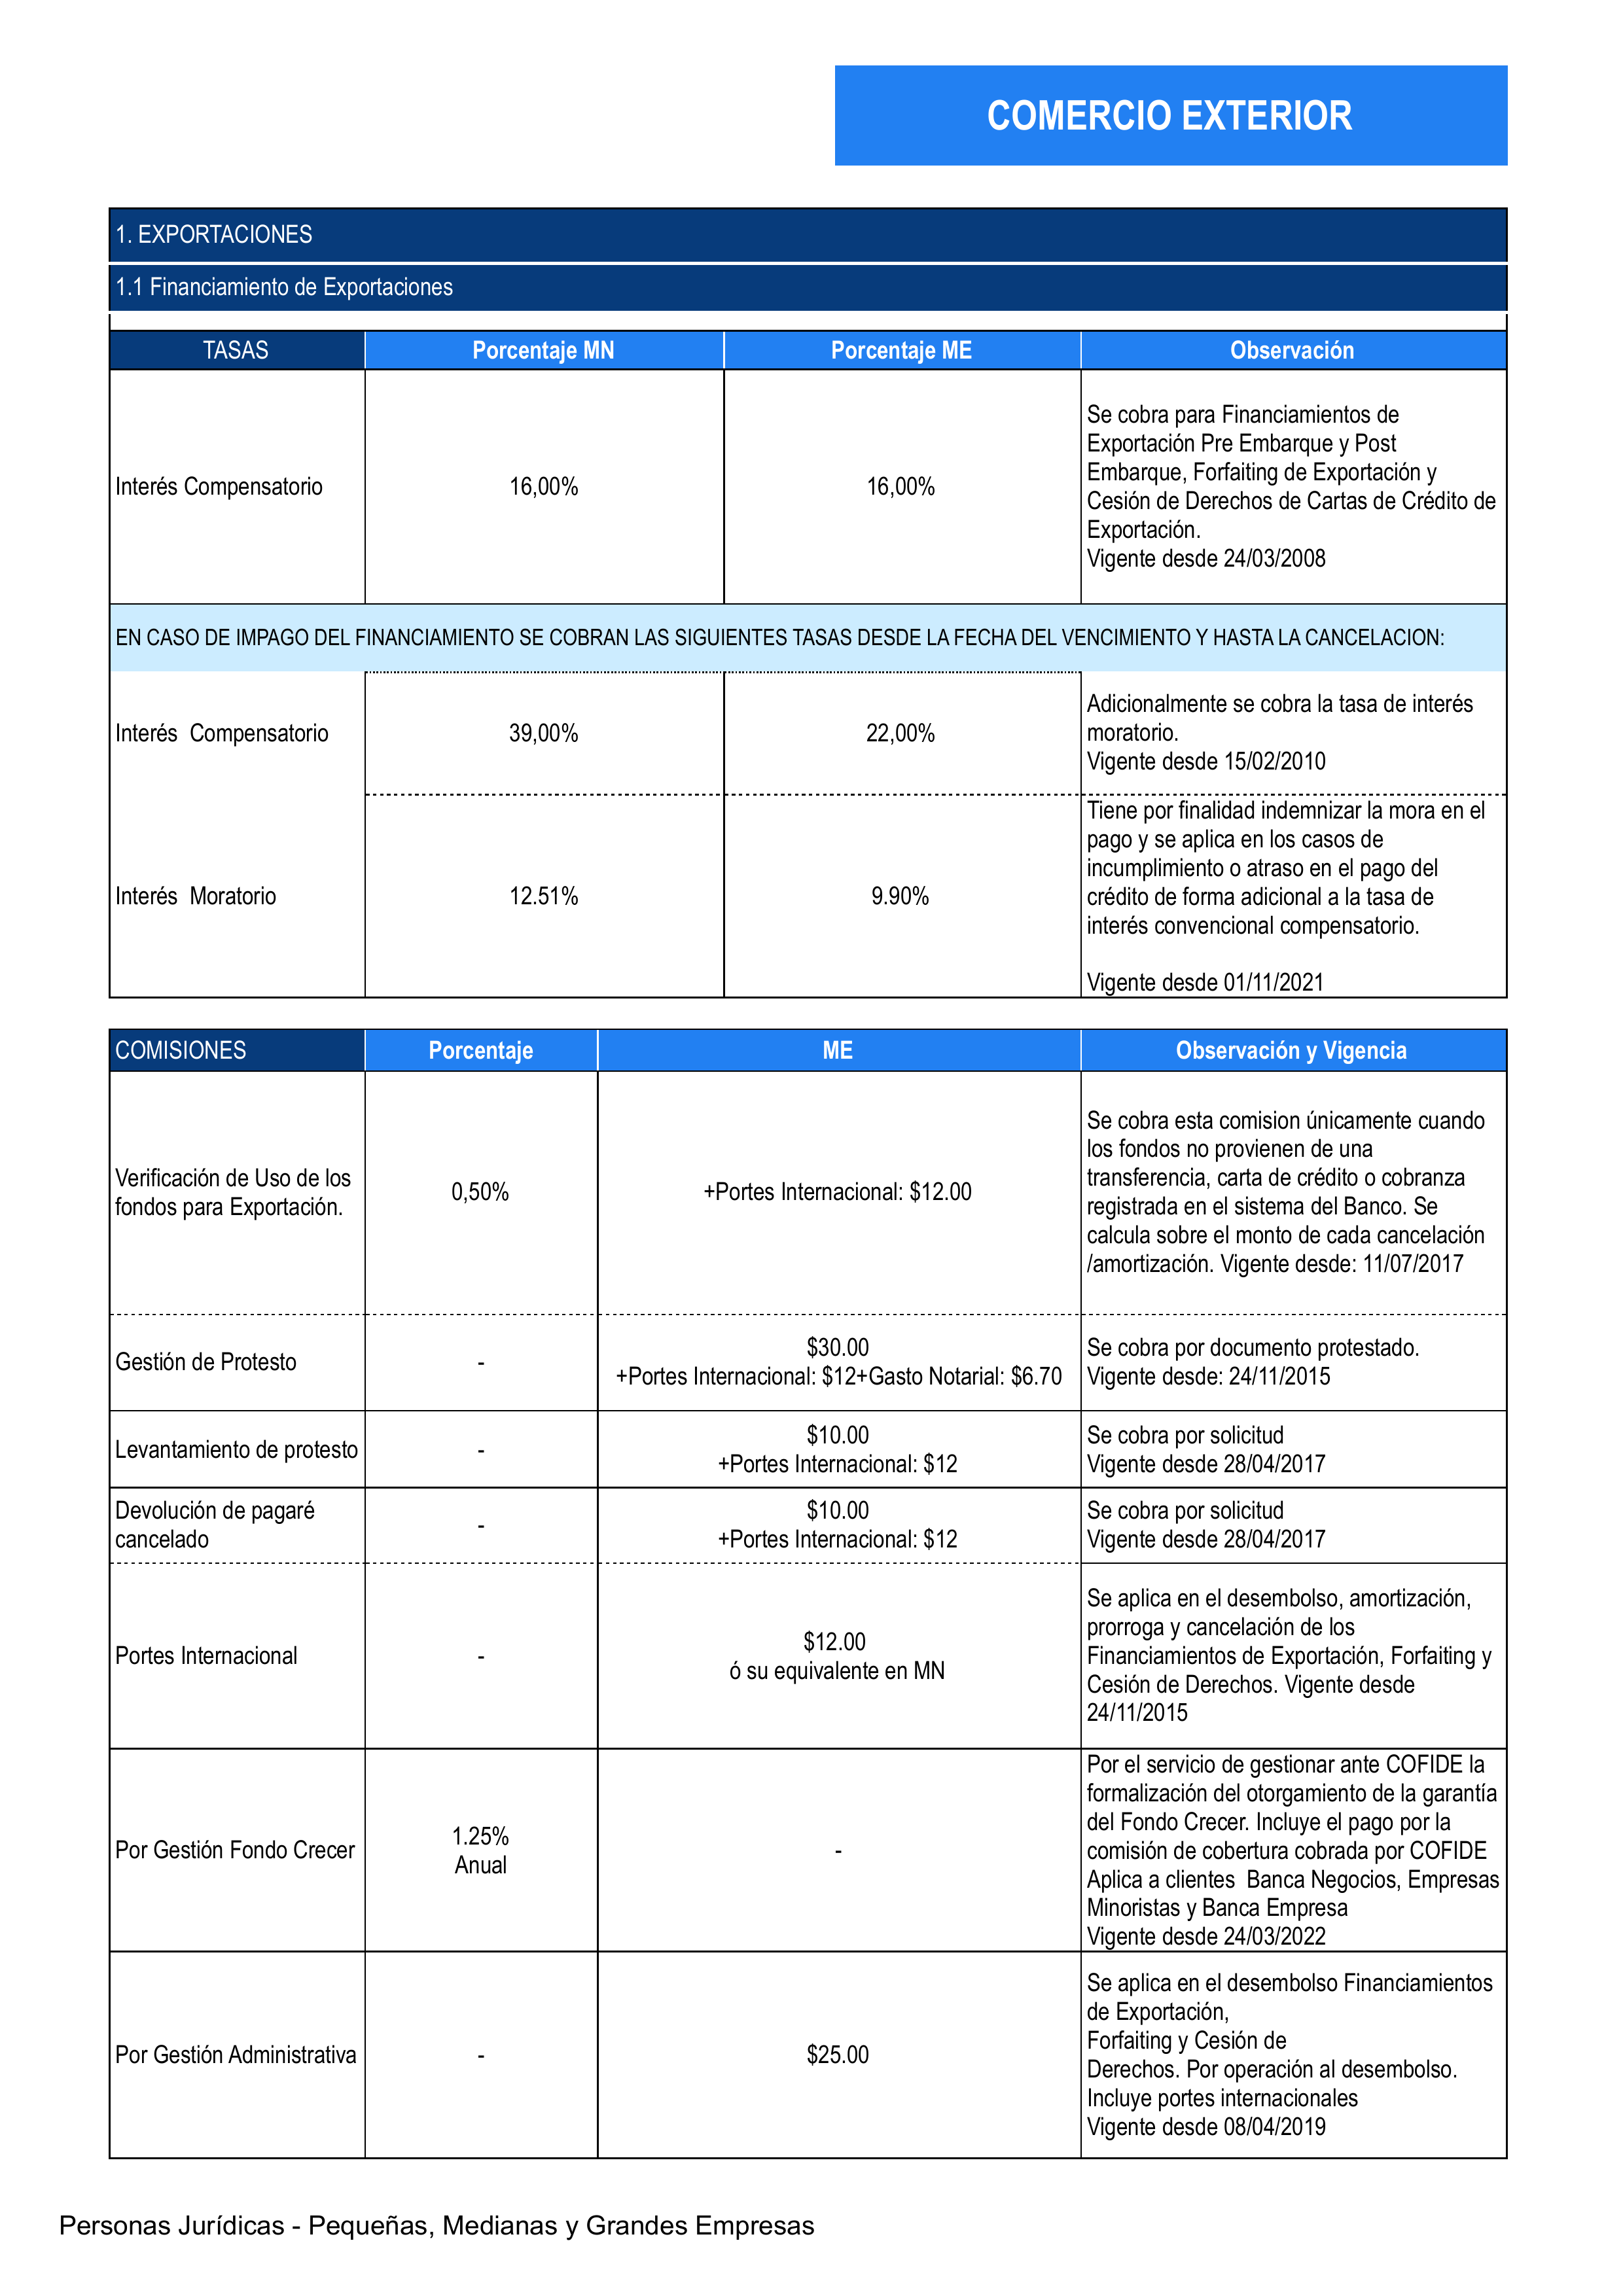 COMERCIO EXTERIOR
1. EXPORTACIONES
1.1 Financiamiento de Exportaciones
TASAS Porcentaje MN Porcentaje ME Observación
Interés Compensatorio 16,00% 16,00%
Se cobra para Financiamientos de
Exportación Pre Embarque y Post
Embarque, Forfaiting de Exportación y
Cesión de Derechos de Cartas de Crédito de
Exportación.
Vigente desde 24/03/2008
EN CASO DE IMPAGO DEL FINANCIAMIENTO SE COBRAN LAS SIGUIENTES TASAS DESDE LA FECHA DEL VENCIMIENTO Y HASTA LA CANCELACION:
Interés  Compensatorio 39,00% 22,00%
Adicionalmente se cobra la tasa de interés
moratorio.
Vigente desde 15/02/2010
Interés  Moratorio 12.51% 9.90%
Tiene por finalidad indemnizar la mora en el
pago y se aplica en los casos de
incumplimiento o atraso en el pago del
crédito de forma adicional a la tasa de
interés convencional compensatorio.
Vigente desde 01/11/2021
COMISIONES Porcentaje ME Observación y Vigencia
Verificación de Uso de los
fondos para Exportación.
0,50%
+Portes Internacional: $12.00
Se cobra esta comision únicamente cuando
los fondos no provienen de una
transferencia, carta de crédito o cobranza
registrada en el sistema del Banco. Se
calcula sobre el monto de cada cancelación
/amortización. Vigente desde: 11/07/2017
Gestión de Protesto
-
$30.00
+Portes Internacional: $12+Gasto Notarial: $6.70
Se cobra por documento protestado.
Vigente desde: 24/11/2015
Levantamiento de protesto
-
$10.00
+Portes Internacional: $12
Se cobra por solicitud
Vigente desde 28/04/2017
Devolución de pagaré
cancelado
-
$10.00
+Portes Internacional: $12
Se cobra por solicitud
Vigente desde 28/04/2017
Portes Internacional
-
$12.00
ó su equivalente en MN
Se aplica en el desembolso, amortización,
prorroga y cancelación de los
Financiamientos de Exportación, Forfaiting y
Cesión de Derechos. Vigente desde
24/11/2015
Por Gestión Fondo Crecer
1.25%
Anual
-
Por el servicio de gestionar ante COFIDE la
formalización del otorgamiento de la garantía
del Fondo Crecer. Incluye el pago por la
comisión de cobertura cobrada por COFIDE
Aplica a clientes  Banca Negocios, Empresas
Minoristas y Banca Empresa
Vigente desde 24/03/2022
Por Gestión Administrativa
-
$25.00
Se aplica en el desembolso Financiamientos
de Exportación,
Forfaiting y Cesión de
Derechos. Por operación al desembolso.
Incluye portes internacionales
Vigente desde 08/04/2019
Personas Jurídicas - Pequeñas, Medianas y Grandes Empresas